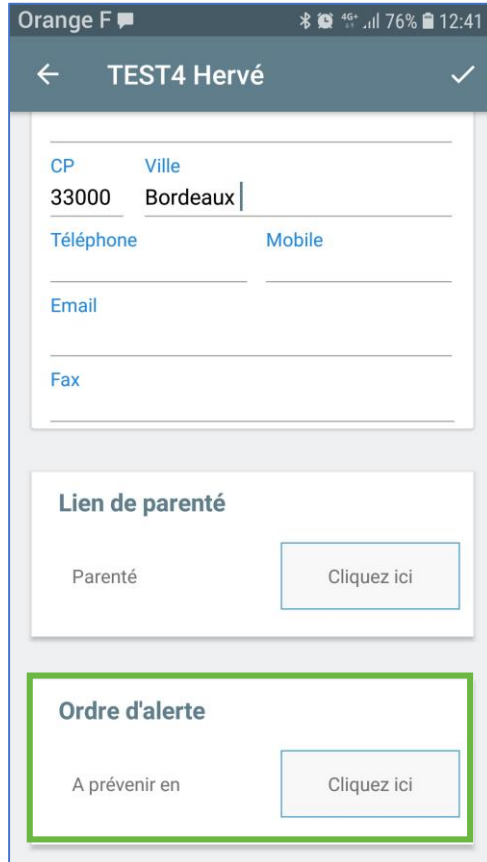 Orange F 4G+ 76% 12:41
TEST4 Hervé
CP Ville
33000 Bordeaux
Téléphone Mobile
Email
Fax
Lien de parenté
Parenté Cliquez ici
Ordre d'alerte
A prévenir en Cliquez ici